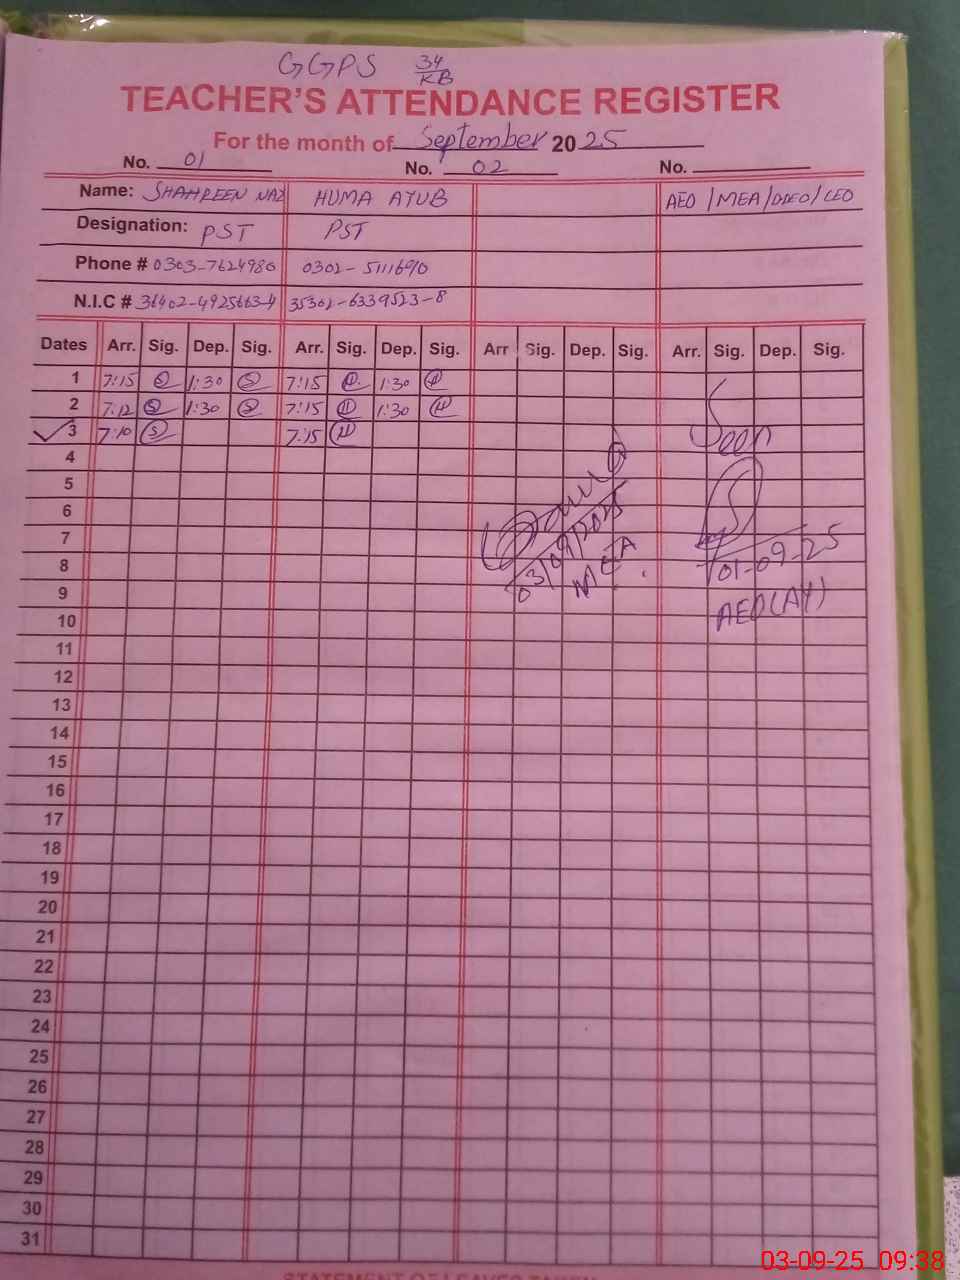 GGPS 34/KB
TEACHER'S ATTENDANCE REGISTER
For the month of September 2025
No. 01 No. 02 No.
Name: SHAHREEN NAZ HUMA AYUB AEO / MEA / DDEO / CEO
Designation: PST PST
Phone # 0303-7624980 0302-5111690
N.I.C # 36402-4925663-4 35302-6339523-8
Dates Arr. Sig. Dep. Sig. Arr. Sig. Dep. Sig. Arr Sig. Dep. Sig. Arr. Sig. Dep. Sig.
1 7:15 S 1:30 S 7:15 H 1:30 H
2 7:12 S 1:30 S 7:15 H 1:30 H
3 7:10 S 7:15 H
Seen
4
5
6
7
03/09/2025
01-09-25
8
MEA
9
AEO (AY)
10
11
12
13
14
15
16
17
18
19
20
21
22
23
24
25
26
27
28
29
30
31
STATEMENT OF LEAVES TAKEN
03-09-25 09:38